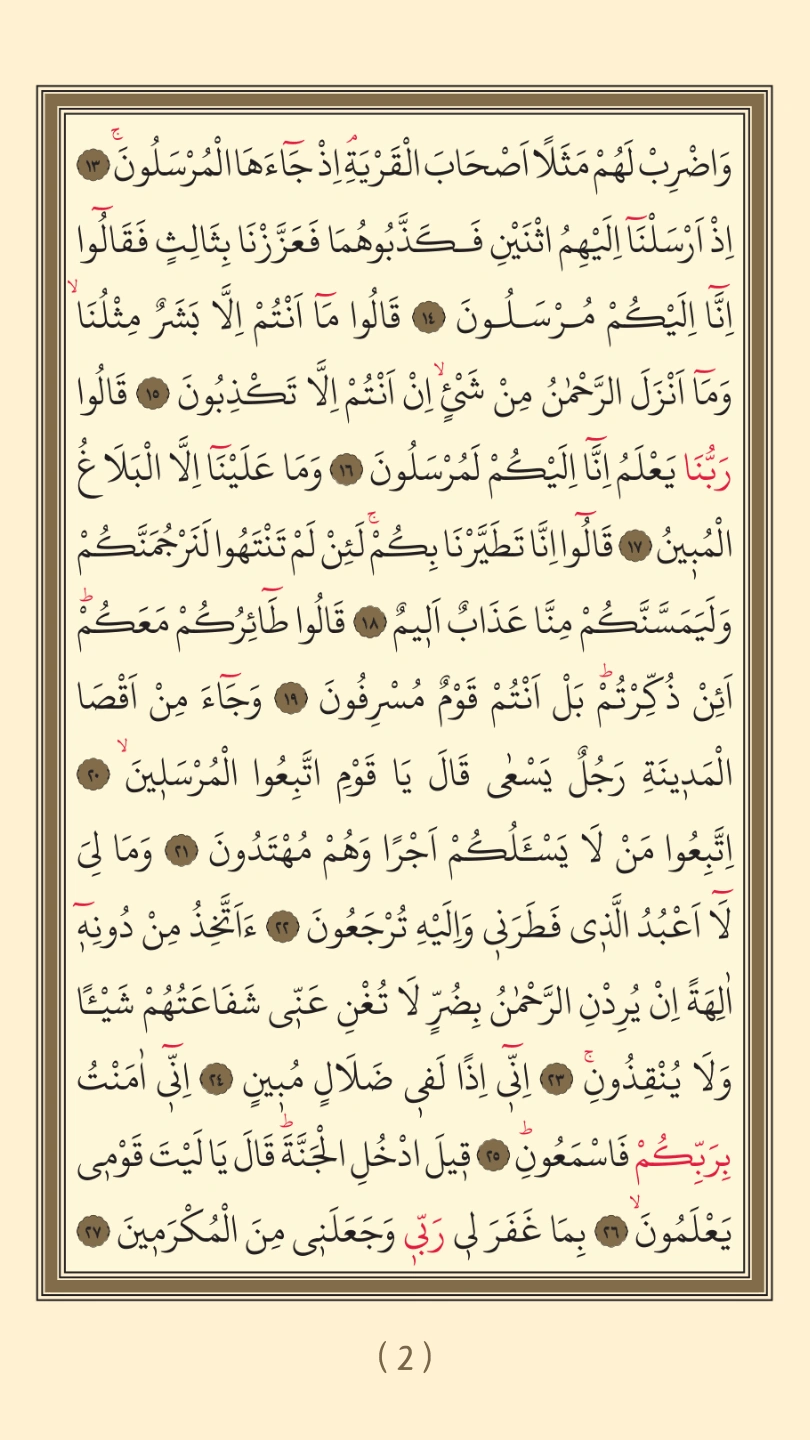 وَاضْرِبْ لَهُمْ مَثَلًا اَصْحَابَ الْقَرْيَةِۢ اِذْ جَٓاءَهَا الْمُرْسَلُونَۚ ﴿١٣﴾
اِذْ اَرْسَلْنَٓا اِلَيْهِمُ اثْنَيْنِ فَكَذَّبُوهُمَا فَعَزَّزْنَا بِثَالِثٍ فَقَالُٓوا
اِنَّٓا اِلَيْكُمْ مُرْسَلُونَ ﴿١٤﴾ قَالُوا مَٓا اَنْتُمْ اِلَّا بَشَرٌ مِثْلُنَاۙ
وَمَٓا اَنْزَلَ الرَّحْمٰنُ مِنْ شَيْءٍۙ اِنْ اَنْتُمْ اِلَّا تَكْذِبُونَ ﴿١٥﴾ قَالُوا
رَبُّنَا يَعْلَمُ اِنَّٓا اِلَيْكُمْ لَمُرْسَلُونَ ﴿١٦﴾ وَمَا عَلَيْنَٓا اِلَّا الْبَلَاغُ
الْمُب۪ينُ ﴿١٧﴾ قَالُٓوا اِنَّا تَطَيَّرْنَا بِكُمْۚ لَئِنْ لَمْ تَنْتَهُوا لَنَرْجُمَنَّكُمْ
وَلَيَمَسَّنَّكُمْ مِنَّا عَذَابٌ اَل۪يمٌ ﴿١٨﴾ قَالُوا طَٓائِرُكُمْ مَعَكُمْۜ
اَئِنْ ذُكِّرْتُمْۜ بَلْ اَنْتُمْ قَوْمٌ مُسْرِفُونَ ﴿١٩﴾ وَجَٓاءَ مِنْ اَقْصَا
الْمَد۪ينَةِ رَجُلٌ يَسْعٰى قَالَ يَا قَوْمِ اتَّبِعُوا الْمُرْسَل۪ينَۙ ﴿٢٠﴾
اِتَّبِعُوا مَنْ لَا يَسْـَٔلُكُمْ اَجْرًا وَهُمْ مُهْتَدُونَ ﴿٢١﴾ وَمَا لِيَ
لَٓا اَعْبُدُ الَّذ۪ي فَطَرَن۪ي وَاِلَيْهِ تُرْجَعُونَ ﴿٢٢﴾ ءَاَتَّخِذُ مِنْ دُونِه۪ٓ
اٰلِهَةً اِنْ يُرِدْنِ الرَّحْمٰنُ بِضُرٍّ لَا تُغْنِ عَنّ۪ي شَفَاعَتُهُمْ شَيْـًٔا
وَلَا يُنْقِذُونِۚ ﴿٢٣﴾ اِنّ۪ٓي اِذًا لَف۪ي ضَلَالٍ مُب۪ينٍ ﴿٢٤﴾ اِنّ۪ٓي اٰمَنْتُ
بِرَبِّكُمْ فَاسْمَعُونِۜ ﴿٢٥﴾ ق۪يلَ ادْخُلِ الْجَنَّةَۜ قَالَ يَا لَيْتَ قَوْم۪ي
يَعْلَمُونَۙ ﴿٢٦﴾ بِمَا غَفَرَ ل۪ي رَبّ۪ي وَجَعَلَن۪ي مِنَ الْمُكْرَم۪ينَ ﴿٢٧﴾
( 2 )